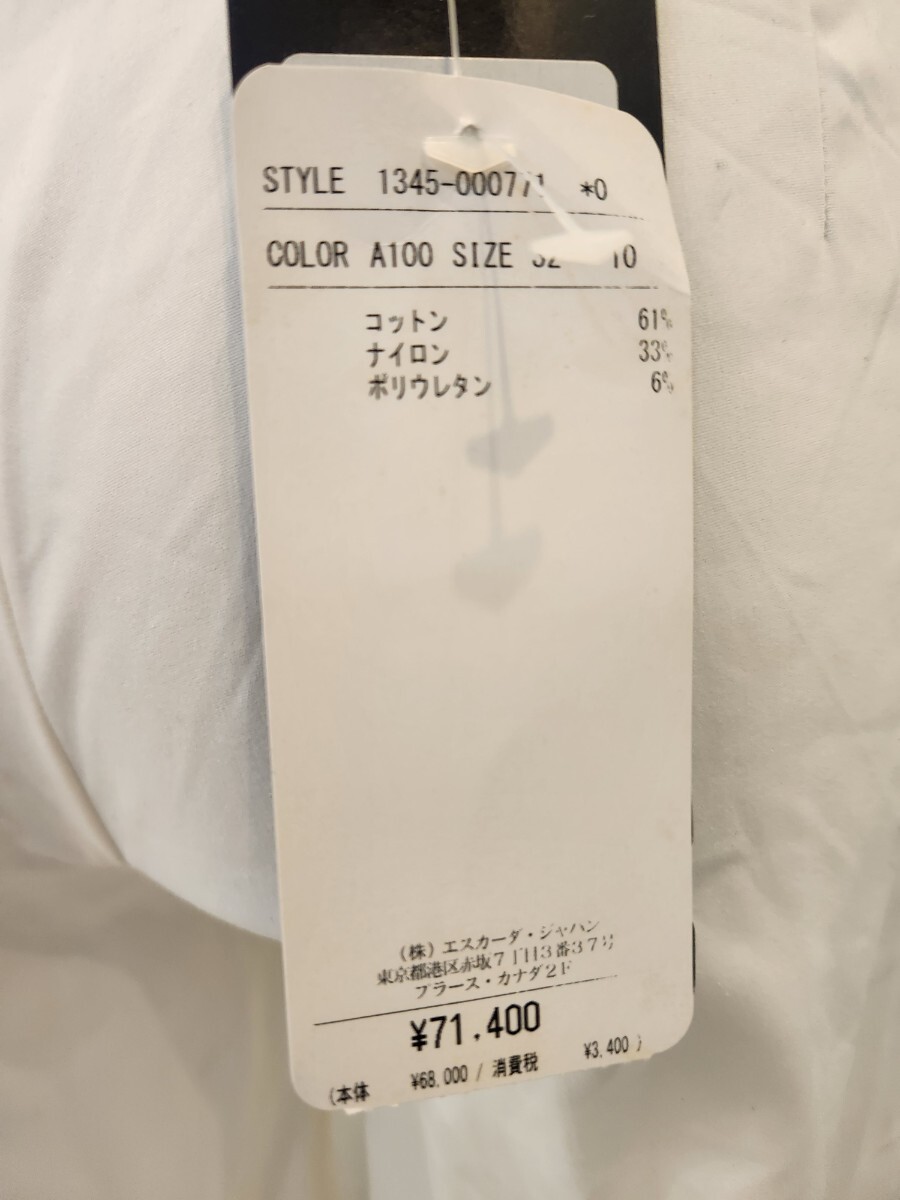 STYLE 1345-000771 *0
COLOR A100 SIZE 10
コットン 61%
ナイロン 33%
ポリウレタン 6%
(株)エスカーダ・ジャパン
東京都港区赤坂7丁目3番37号
プラース・カナダ2F
¥71,400
(本体 ¥68,000 / 消費税 ¥3,400)